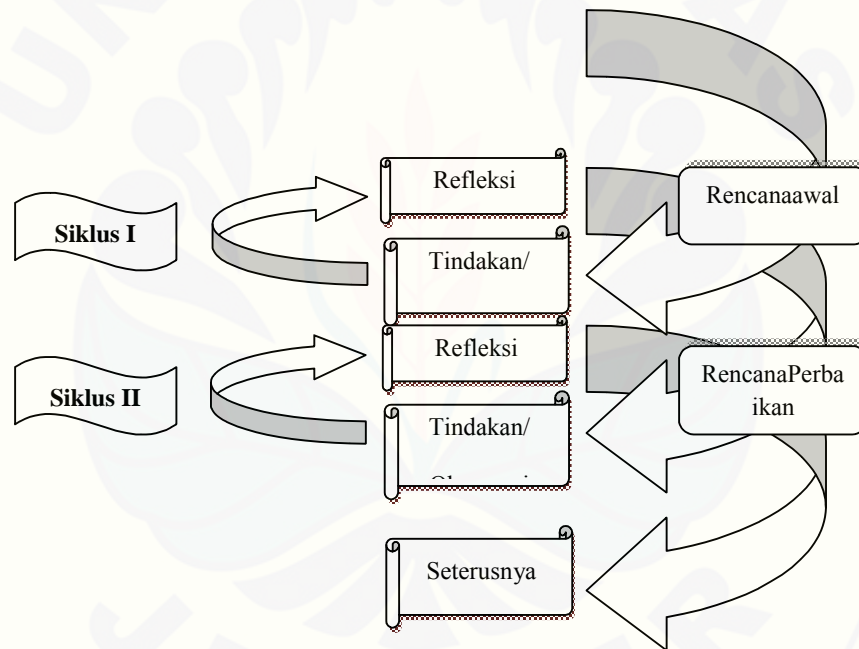 Refleksi
Rencanaawal
Siklus I
Tindakan/
Refleksi
RencanaPerba
ikan
Siklus II
Tindakan/
Seterusnya